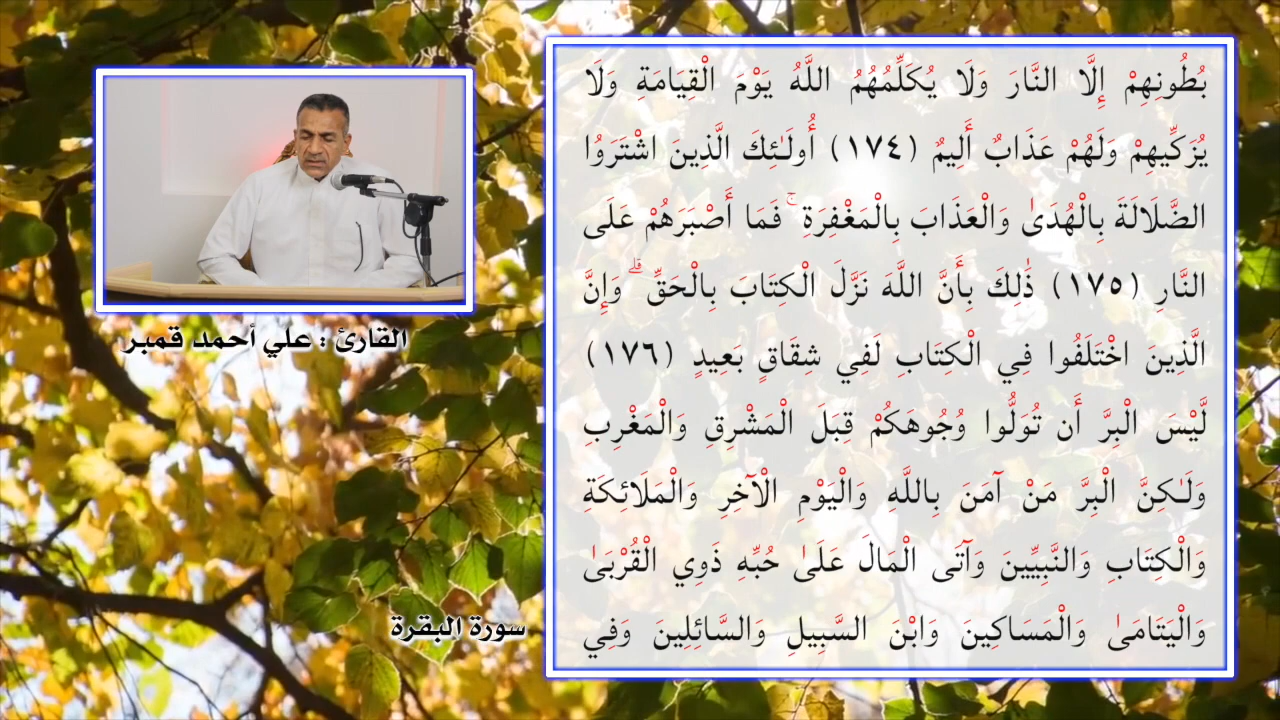 بُطُونِهِمْ إِلَّا النَّارَ وَلَا يُكَلِّمُهُمُ اللَّهُ يَوْمَ الْقِيَامَةِ وَلَا
يُزَكِّيهِمْ وَلَهُمْ عَذَابٌ أَلِيمٌ (١٧٤) أُولَـٰئِكَ الَّذِينَ اشْتَرَوُا
الضَّلَالَةَ بِالْهُدَىٰ وَالْعَذَابَ بِالْمَغْفِرَةِ ۚ فَمَا أَصْبَرَهُمْ عَلَى
النَّارِ (١٧٥) ذَٰلِكَ بِأَنَّ اللَّهَ نَزَّلَ الْكِتَابَ بِالْحَقِّ ۗ وَإِنَّ
الَّذِينَ اخْتَلَفُوا فِي الْكِتَابِ لَفِي شِقَاقٍ بَعِيدٍ (١٧٦)
لَّيْسَ الْبِرَّ أَن تُوَلُّوا وُجُوهَكُمْ قِبَلَ الْمَشْرِقِ وَالْمَغْرِبِ
وَلَـٰكِنَّ الْبِرَّ مَنْ آمَنَ بِاللَّهِ وَالْيَوْمِ الْآخِرِ وَالْمَلَائِكَةِ
وَالْكِتَابِ وَالنَّبِيِّينَ وَآتَى الْمَالَ عَلَىٰ حُبِّهِ ذَوِي الْقُرْبَىٰ
وَالْيَتَامَىٰ وَالْمَسَاكِينَ وَابْنَ السَّبِيلِ وَالسَّائِلِينَ وَفِي
القارئ : علي أحمد قمبر
سورة البقرة